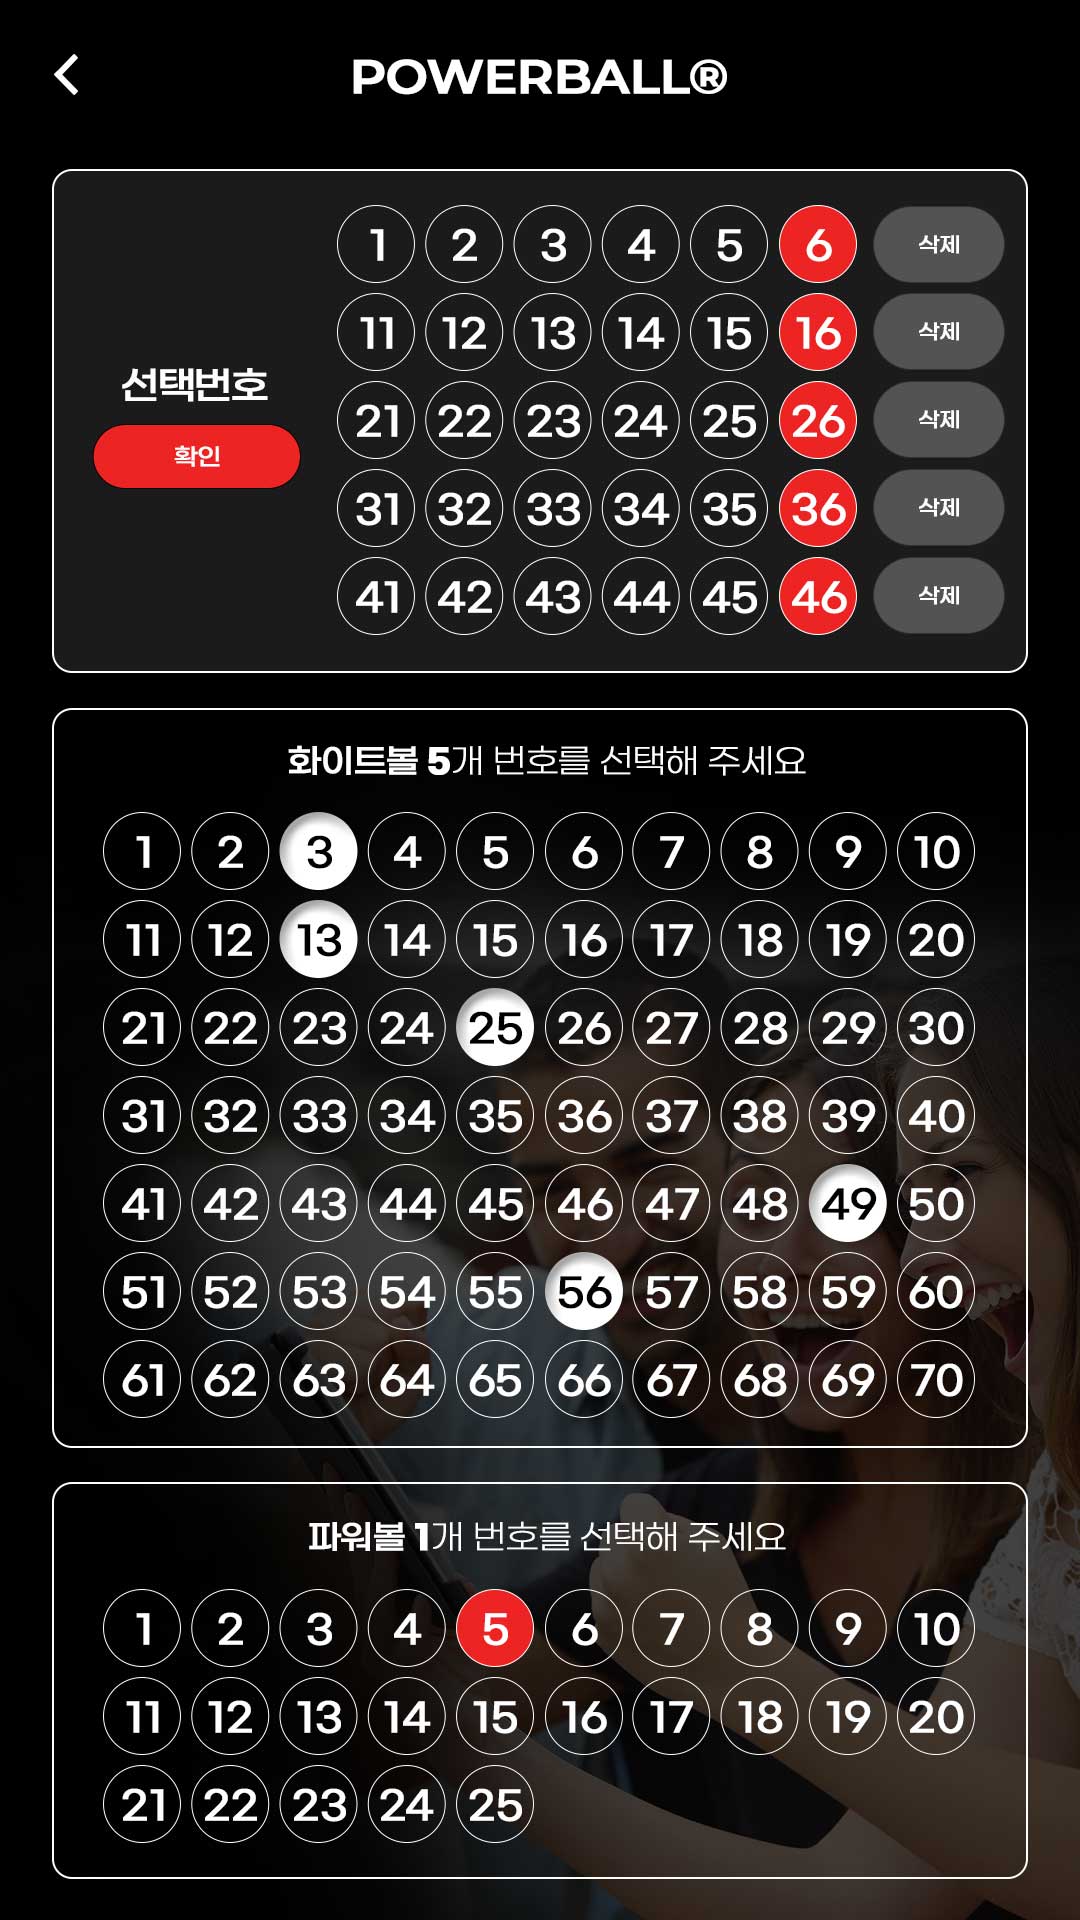 POWERBALL®
1 2 3 4 5 6 삭제
11 12 13 14 15 16 삭제
선택번호
21 22 23 24 25 26 삭제
확인
31 32 33 34 35 36 삭제
41 42 43 44 45 46 삭제
화이트볼 5개 번호를 선택해 주세요
1 2 3 4 5 6 7 8 9 10
11 12 13 14 15 16 17 18 19 20
21 22 23 24 25 26 27 28 29 30
31 32 33 34 35 36 37 38 39 40
41 42 43 44 45 46 47 48 49 50
51 52 53 54 55 56 57 58 59 60
61 62 63 64 65 66 67 68 69 70
파워볼 1개 번호를 선택해 주세요
1 2 3 4 5 6 7 8 9 10
11 12 13 14 15 16 17 18 19 20
21 22 23 24 25